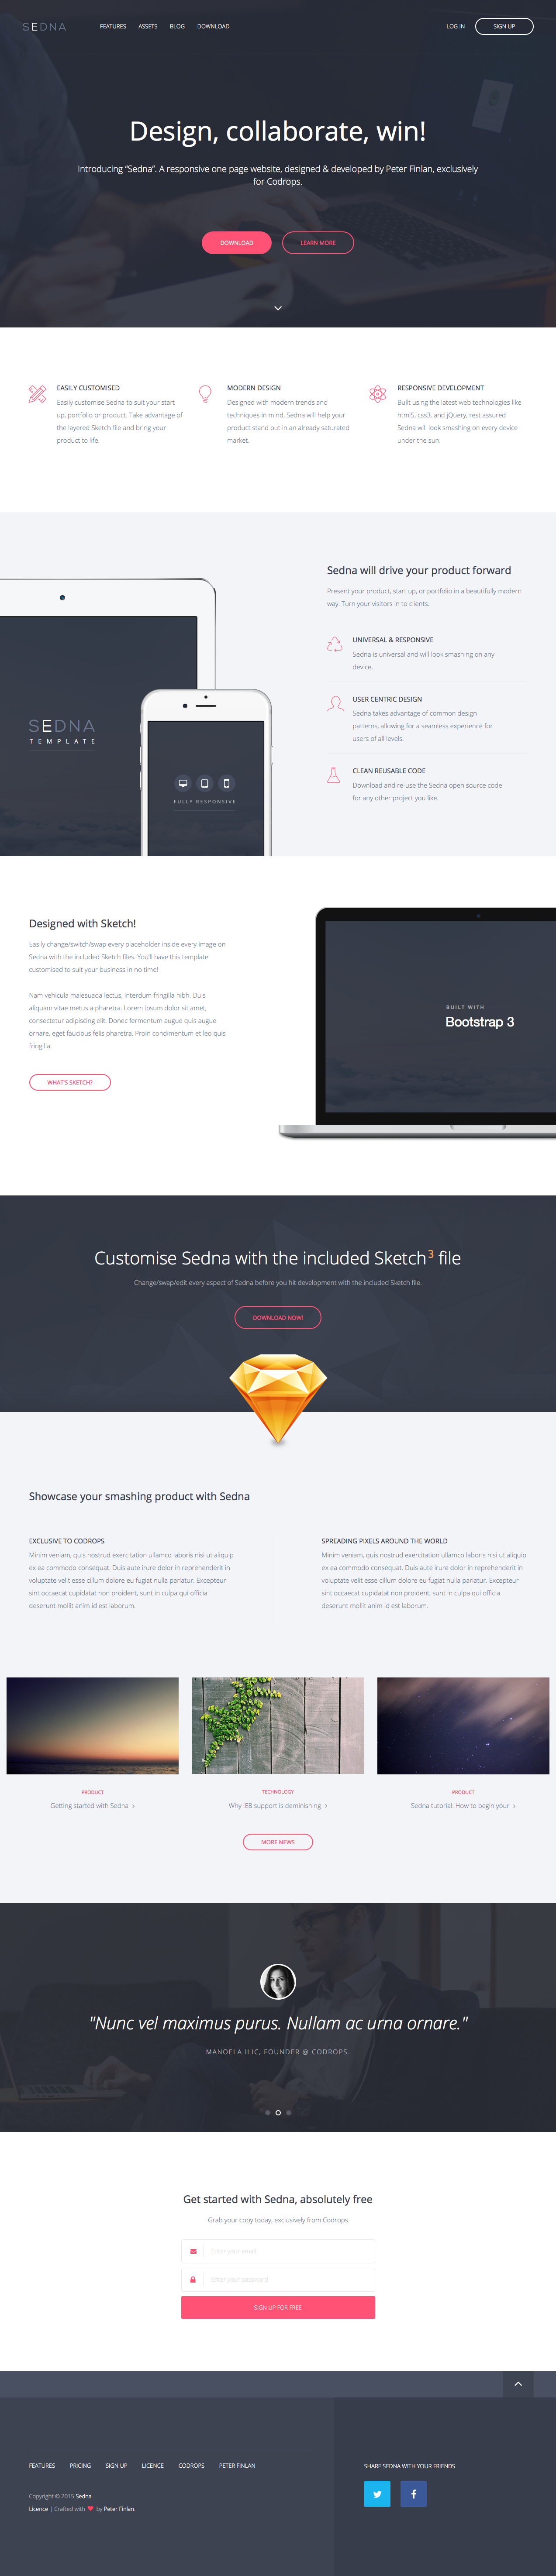 SEDNA
FEATURES ASSETS BLOG DOWNLOAD
LOG IN SIGN UP
Design, collaborate, win!
Introducing “Sedna”. A responsive one page website, designed & developed by Peter Finlan, exclusively
for Codrops.
DOWNLOAD LEARN MORE
EASILY CUSTOMISED
Easily customise Sedna to suit your start
up, portfolio or product. Take advantage of
the layered Sketch file and bring your
product to life.
MODERN DESIGN
Designed with modern trends and
techniques in mind, Sedna will help your
product stand out in an already saturated
market.
RESPONSIVE DEVELOPMENT
Built using the latest web technologies like
html5, css3, and jQuery, rest assured
Sedna will look smashing on every device
under the sun.
SEDNA
TEMPLATE
FULLY RESPONSIVE
Sedna will drive your product forward
Present your product, start up, or portfolio in a beautifully modern
way. Turn your visitors in to clients.
UNIVERSAL & RESPONSIVE
Sedna is universal and will look smashing on any
device.
USER CENTRIC DESIGN
Sedna takes advantage of common design
patterns, allowing for a seamless experience for
users of all levels.
CLEAN REUSABLE CODE
Download and re-use the Sedna open source code
for any other project you like.
Designed with Sketch!
Easily change/switch/swap every placeholder inside every image on
Sedna with the included Sketch files. You'll have this template
customised to suit your business in no time!
Nam vehicula malesuada lectus, interdum fringilla nibh. Duis
aliquam vitae metus a pharetra. Lorem ipsum dolor sit amet,
consectetur adipiscing elit. Donec fermentum augue quis augue
ornare, eget faucibus felis pharetra. Proin condimentum et leo quis
fringilla.
WHAT'S SKETCH?
BUILT WITH
Bootstrap 3
Customise Sedna with the included Sketch 3 file
Change/swap/edit every aspect of Sedna before you hit development with the included Sketch file.
DOWNLOAD NOW!
Showcase your smashing product with Sedna
EXCLUSIVE TO CODROPS
Minim veniam, quis nostrud exercitation ullamco laboris nisi ut aliquip
ex ea commodo consequat. Duis aute irure dolor in reprehenderit in
voluptate velit esse cillum dolore eu fugiat nulla pariatur. Excepteur
sint occaecat cupidatat non proident, sunt in culpa qui officia
deserunt mollit anim id est laborum.
SPREADING PIXELS AROUND THE WORLD
Minim veniam, quis nostrud exercitation ullamco laboris nisi ut aliquip
ex ea commodo consequat. Duis aute irure dolor in reprehenderit in
voluptate velit esse cillum dolore eu fugiat nulla pariatur. Excepteur
sint occaecat cupidatat non proident, sunt in culpa qui officia
deserunt mollit anim id est laborum.
PRODUCT
Getting started with Sedna
TECHNOLOGY
Why IE8 support is deminishing
PRODUCT
Sedna tutorial: How to begin your
MORE NEWS
"Nunc vel maximus purus. Nullam ac urna ornare."
MANOELA ILIC, FOUNDER @ CODROPS.
Get started with Sedna, absolutely free
Grab your copy today, exclusively from Codrops
Enter your email
Enter your password
SIGN UP FOR FREE
FEATURES PRICING SIGN UP LICENCE CODROPS PETER FINLAN
Copyright © 2015 Sedna
Licence | Crafted with by Peter Finlan.
SHARE SEDNA WITH YOUR FRIENDS